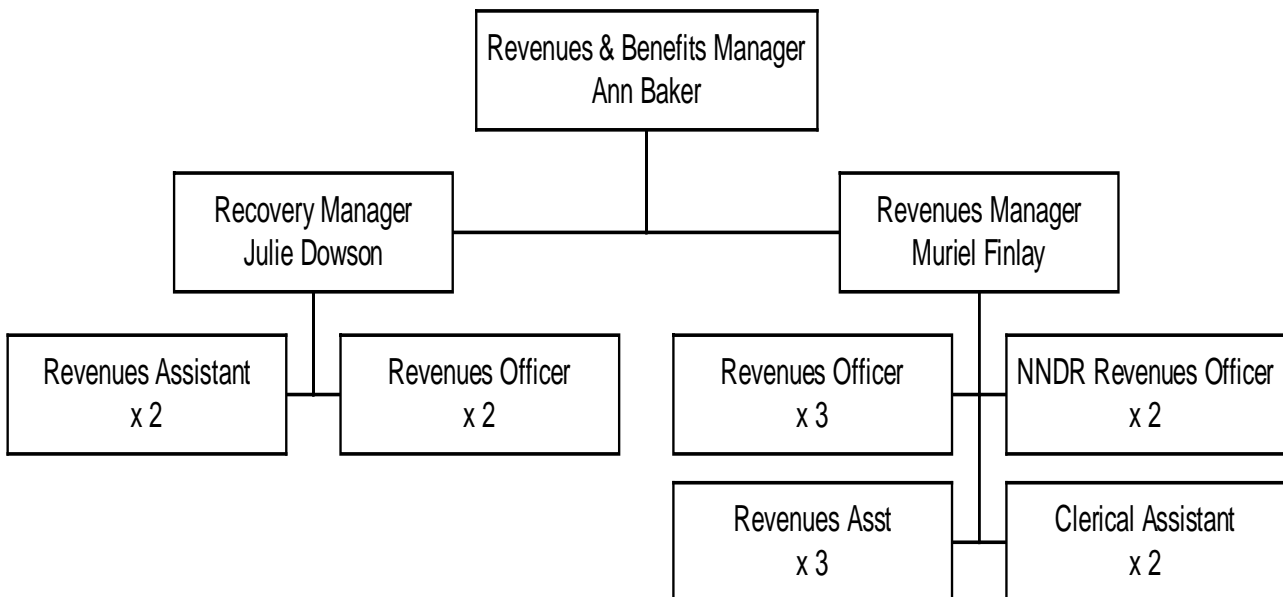 Revenues & Benefits Manager
Ann Baker
Recovery Manager
Julie Dowson
Revenues Manager
Muriel Finlay
Revenues Assistant
x 2
Revenues Officer
x 2
Revenues Officer
x 3
NNDR Revenues Officer
x 2
Revenues Asst
x 3
Clerical Assistant
x 2